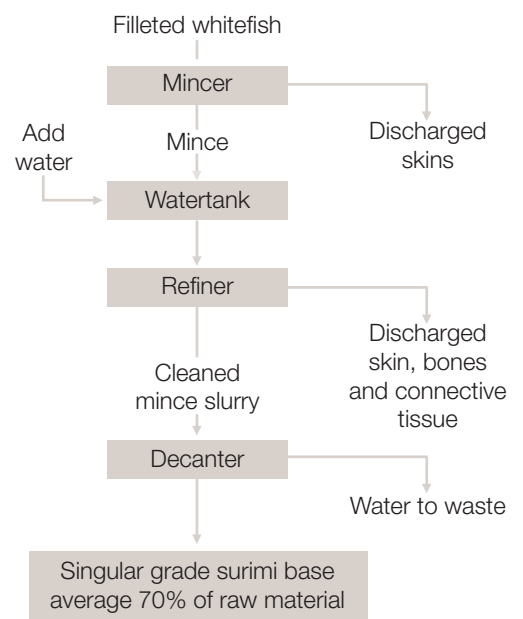 Filleted whitefish
Mincer
Discharged
skins
Mince
Add
water
Watertank
Refiner
Discharged
skin, bones
and connective
tissue
Cleaned
mince slurry
Decanter
Water to waste
Singular grade surimi base
average 70% of raw material